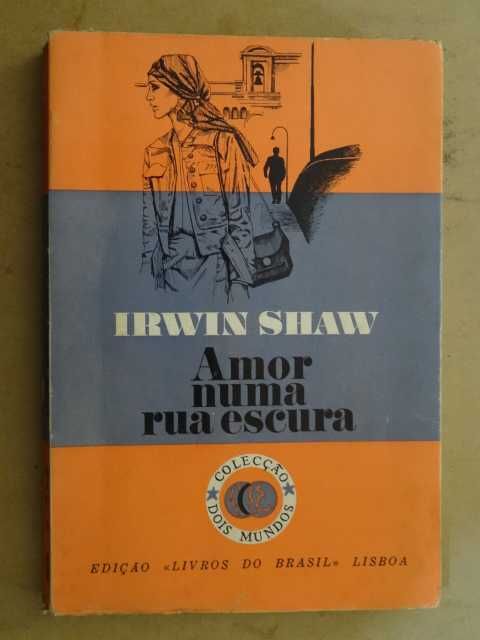 IRWIN SHAW
Amor
numa
rua escura
COLECÇÃO
DOIS MUNDOS
EDIÇÃO «LIVROS DO BRASIL» LISBOA